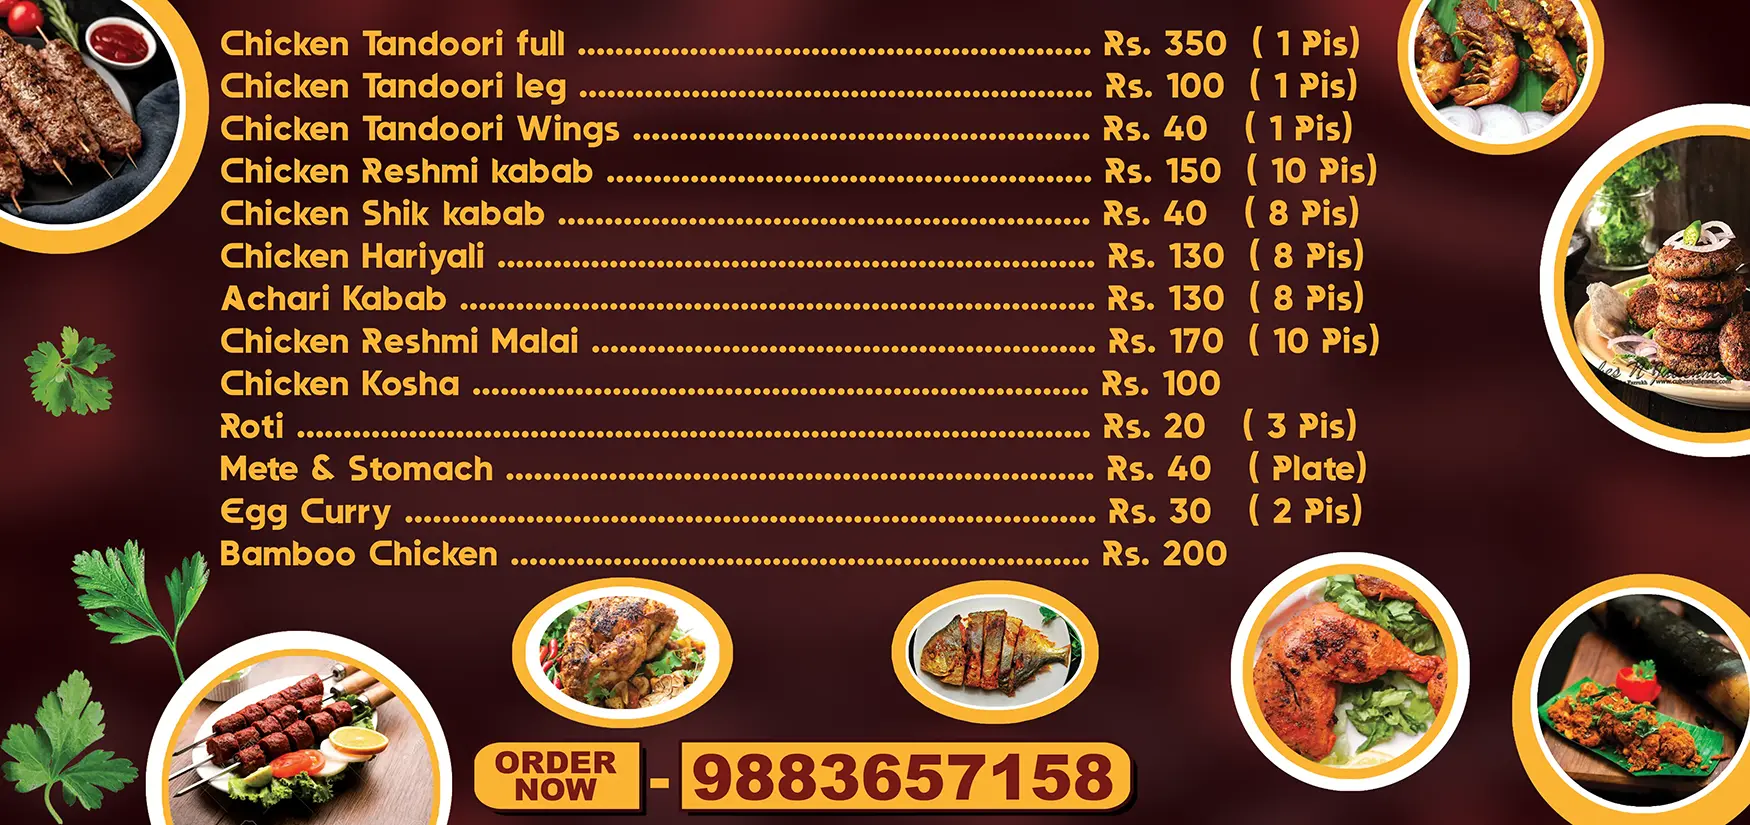 Chicken Tandoori full ........................................................ Rs. 350 ( 1 Pis)
Chicken Tandoori leg ........................................................ Rs. 100 ( 1 Pis)
Chicken Tandoori Wings .................................................. Rs. 40 ( 1 Pis)
Chicken Reshmi kabab ..................................................... Rs. 150 ( 10 Pis)
Chicken Shik kabab .......................................................... Rs. 40 ( 8 Pis)
Chicken Hariyali ................................................................. Rs. 130 ( 8 Pis)
Achari Kabab ..................................................................... Rs. 130 ( 8 Pis)
Chicken Reshmi Malai ....................................................... Rs. 170 ( 10 Pis)
Chicken Kosha ................................................................... Rs. 100
Roti ...................................................................................... Rs. 20 ( 3 Pis)
Mete & Stomach ................................................................ Rs. 40 ( Plate)
Egg Curry ........................................................................... Rs. 30 ( 2 Pis)
Bamboo Chicken ............................................................... Rs. 200
www.cubesnjuliennes.com
ORDER
NOW - 9883657158